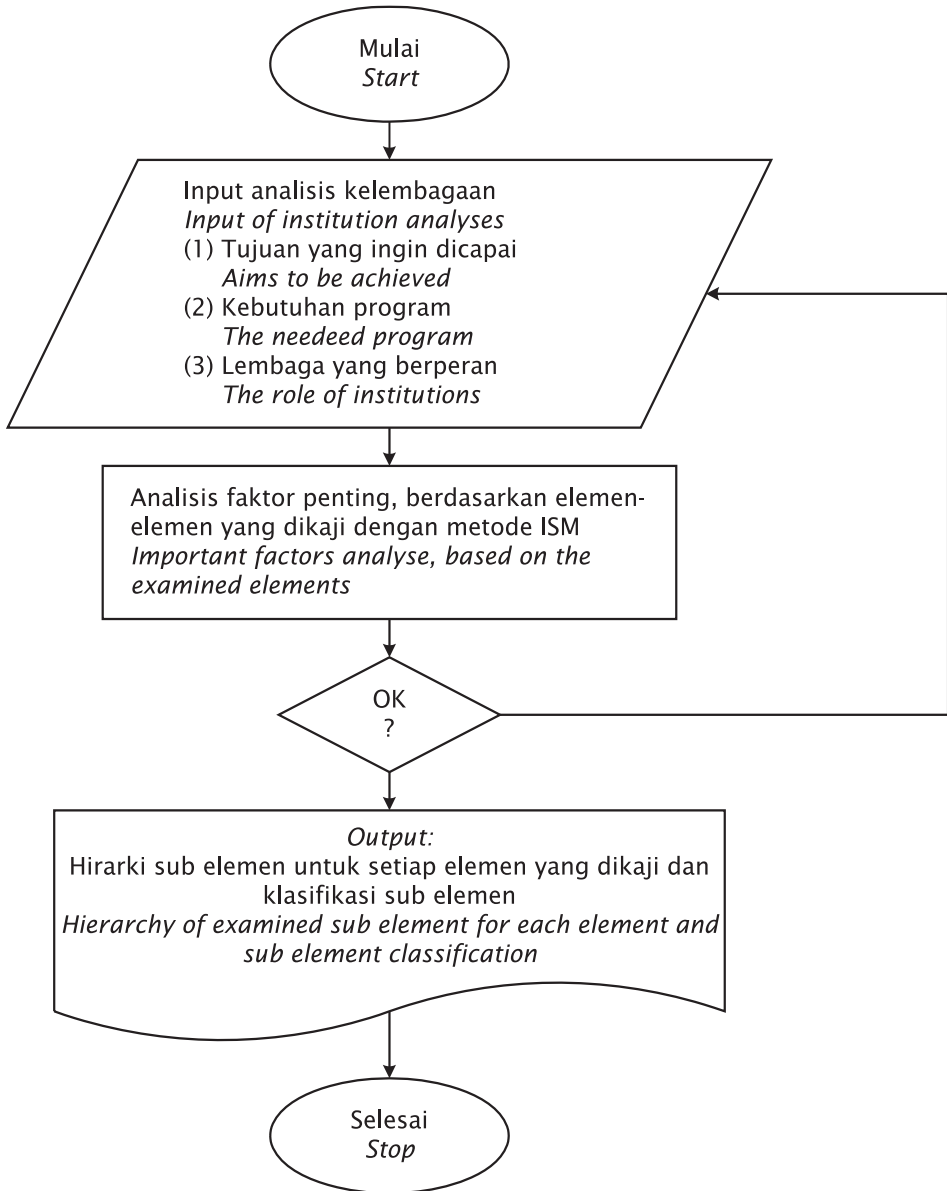 Mulai
Start
Input analisis kelembagaan
Input of institution analyses
(1) Tujuan yang ingin dicapai
Aims to be achieved
(2) Kebutuhan program
The needeed program
(3) Lembaga yang berperan
The role of institutions
Analisis faktor penting, berdasarkan elemen-
elemen yang dikaji dengan metode ISM
Important factors analyse, based on the
examined elements
OK
?
Output:
Hirarki sub elemen untuk setiap elemen yang dikaji dan
klasifikasi sub elemen
Hierarchy of examined sub element for each element and
sub element classification
Selesai
Stop